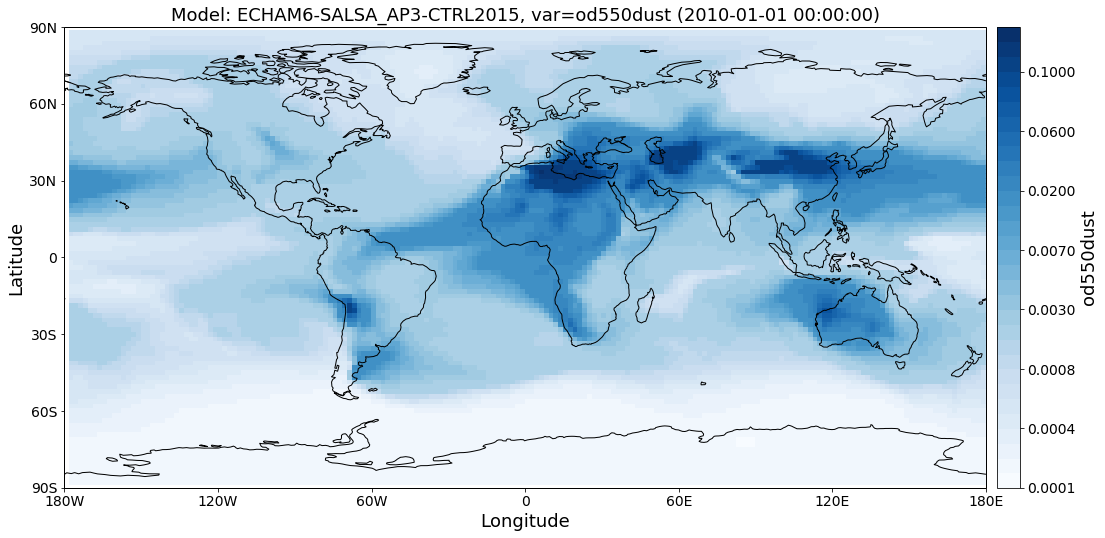 Model: ECHAM6-SALSA_AP3-CTRL2015, var=od550dust (2010-01-01 00:00:00)
90N
60N
30N
0
30S
60S
90S
Latitude
180W 120W 60W 0 60E 120E 180E
Longitude
0.1000
0.0600
0.0200
0.0070
0.0030
0.0008
0.0004
0.0001
od550dust